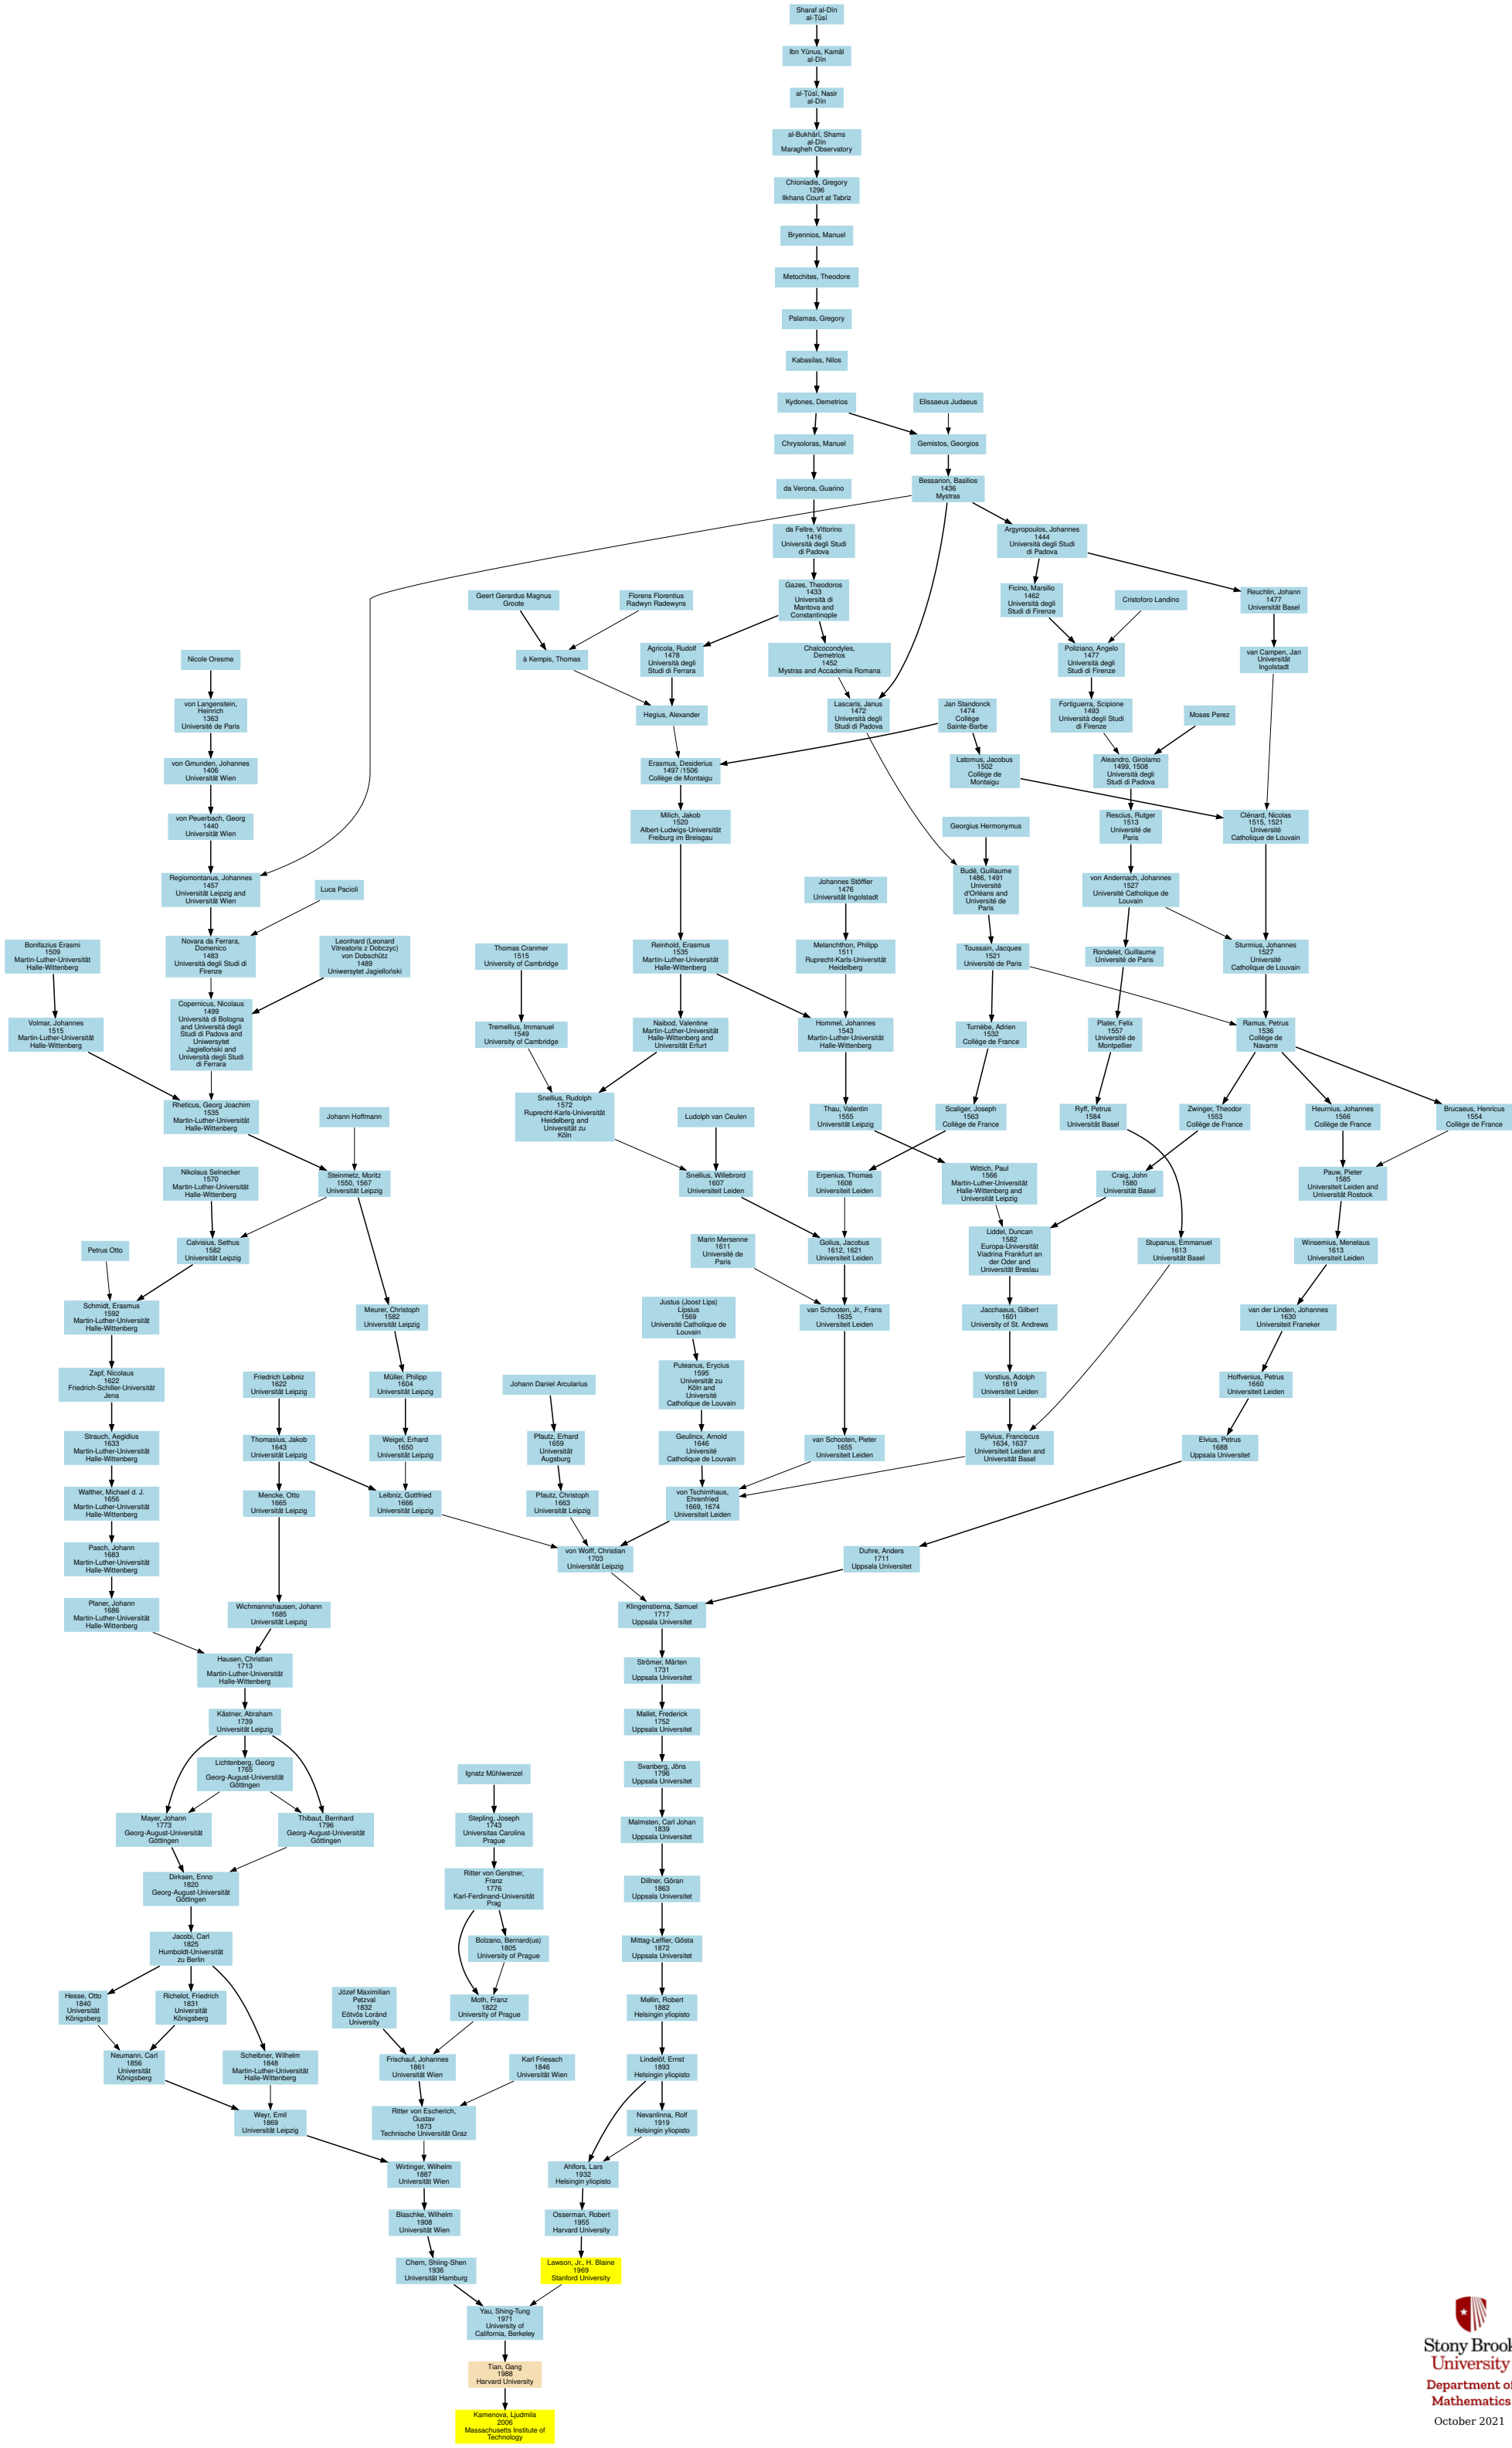 Sharaf al-Dīn
al-Ṭūsī
Ibn Yūnus, Kamāl
al-Dīn
al-Ṭūsī, Nasir
al-Dīn
al-Bukhārī, Shams
al-Dīn
Maragheh Observatory
Chioniadis, Gregory
1296
Ilkhans Court at Tabriz
Bryennios, Manuel
Metochites, Theodore
Palamas, Gregory
Kabasilas, Nilos
Kydones, Demetrios
Elissaeus Judaeus
Chrysoloras, Manuel
Gemistos, Georgios
da Verona, Guarino
Bessarion, Basilios
1436
Mystras
da Feltre, Vittorino
1416
Università degli Studi
di Padova
Argyropoulos, Johannes
1444
Università degli Studi
di Padova
Geert Gerardus Magnus
Groote
Florens Florentius
Radwyn Radewyns
Gazes, Theodoros
1433
Università di
Mantova and
Constantinople
Ficino, Marsilio
1462
Università degli
Studi di Firenze
Cristoforo Landino
Reuchlin, Johann
1477
Universität Basel
Nicole Oresme
à Kempis, Thomas
Agricola, Rudolf
1478
Università degli
Studi di Ferrara
Chalcocondyles,
Demetrios
1452
Mystras and Accademia Romana
Poliziano, Angelo
1477
Università degli
Studi di Firenze
van Campen, Jan
Universität
Ingolstadt
von Langenstein,
Heinrich
1363
Université de Paris
Hegius, Alexander
Lascaris, Janus
1472
Università degli
Studi di Padova
Jan Standonck
1474
Collège
Sainte-Barbe
Fortiguerra, Scipione
1493
Università degli Studi
di Firenze
Moses Perez
von Gmunden, Johannes
1406
Universität Wien
Erasmus, Desiderius
1497 /1506
Collège de Montaigu
Latomus, Jacobus
1502
Collège de
Montaigu
Aleandro, Girolamo
1499, 1508
Università degli
Studi di Padova
von Peuerbach, Georg
1440
Universität Wien
Milich, Jakob
1520
Albert-Ludwigs-Universität
Freiburg im Breisgau
Georgius Hermonymus
Rescius, Rutger
1513
Université de
Paris
Clénard, Nicolas
1515, 1521
Université
Catholique de Louvain
Regiomontanus, Johannes
1457
Universität Leipzig and
Universität Wien
Luca Pacioli
Johannes Stöffler
1476
Universität Ingolstadt
Budé, Guillaume
1486, 1491
Université
d'Orléans and
Université de
Paris
von Andernach, Johannes
1527
Université Catholique de
Louvain
Bonifazius Erasmi
1509
Martin-Luther-Universität
Halle-Wittenberg
Novara da Ferrara,
Domenico
1483
Università degli Studi di
Firenze
Leonhard (Leonard
Vitreatoris z Dobczyc)
von Dobschütz
1489
Uniwersytet Jagielloński
Thomas Cranmer
1515
University of Cambridge
Reinhold, Erasmus
1535
Martin-Luther-Universität
Halle-Wittenberg
Melanchthon, Philipp
1511
Ruprecht-Karls-Universität
Heidelberg
Toussain, Jacques
1521
Université de Paris
Rondelet, Guillaume
Université de Paris
Sturmius, Johannes
1527
Université
Catholique de Louvain
Volmar, Johannes
1515
Martin-Luther-Universität
Halle-Wittenberg
Copernicus, Nicolaus
1499
Università di Bologna
and Università degli
Studi di Padova and
Uniwersytet
Jagielloński and
Università degli Studi
di Ferrara
Tremellius, Immanuel
1549
University of Cambridge
Naibod, Valentine
Martin-Luther-Universität
Halle-Wittenberg and
Universität Erfurt
Hommel, Johannes
1543
Martin-Luther-Universität
Halle-Wittenberg
Turnèbe, Adrien
1532
Collège de France
Plater, Felix
1557
Université de
Montpellier
Ramus, Petrus
1536
Collège de
Navarre
Rheticus, Georg Joachim
1535
Martin-Luther-Universität
Halle-Wittenberg
Johann Hoffmann
Snellius, Rudolph
1572
Ruprecht-Karls-Universität
Heidelberg and
Universität zu
Köln
Ludolph van Ceulen
Thau, Valentin
1555
Universität Leipzig
Scaliger, Joseph
1563
Collège de France
Ryff, Petrus
1584
Universität Basel
Zwinger, Theodor
1553
Collège de France
Heurnius, Johannes
1566
Collège de France
Brucaeus, Henricus
1554
Collège de France
Nikolaus Selnecker
1570
Martin-Luther-Universität
Halle-Wittenberg
Steinmetz, Moritz
1550, 1567
Universität Leipzig
Snellius, Willebrord
1607
Universiteit Leiden
Erpenius, Thomas
1608
Universiteit Leiden
Wittich, Paul
1566
Martin-Luther-Universität
Halle-Wittenberg and
Universität Leipzig
Craig, John
1580
Universität Basel
Pauw, Pieter
1585
Universiteit Leiden and
Universität Rostock
Petrus Otto
Calvisius, Sethus
1582
Universität Leipzig
Marin Mersenne
1611
Université de
Paris
Golius, Jacobus
1612, 1621
Universiteit Leiden
Liddel, Duncan
1582
Europa-Universität
Viadrina Frankfurt an
der Oder and
Universität Breslau
Stupanus, Emmanuel
1613
Universität Basel
Winsemius, Menelaus
1613
Universiteit Leiden
Schmidt, Erasmus
1592
Martin-Luther-Universität
Halle-Wittenberg
Meurer, Christoph
1582
Universität Leipzig
Justus (Joost Lips)
Lipsius
1569
Université Catholique de
Louvain
van Schooten, Jr., Frans
1635
Universiteit Leiden
Jacchaeus, Gilbert
1601
University of St. Andrews
van der Linden, Johannes
1630
Universiteit Franeker
Zapf, Nicolaus
1622
Friedrich-Schiller-Universität
Jena
Friedrich Leibniz
1622
Universität Leipzig
Müller, Philipp
1604
Universität Leipzig
Johann Daniel Arcularius
Puteanus, Erycius
1595
Universität zu
Köln and
Université
Catholique de Louvain
Vorstius, Adolph
1619
Universiteit Leiden
Hoffvenius, Petrus
1660
Universiteit Leiden
Strauch, Aegidius
1633
Martin-Luther-Universität
Halle-Wittenberg
Thomasius, Jakob
1643
Universität Leipzig
Weigel, Erhard
1650
Universität Leipzig
Pfautz, Erhard
1659
Universität
Augsburg
Geulincx, Arnold
1646
Université
Catholique de Louvain
van Schooten, Pieter
1655
Universiteit Leiden
Sylvius, Franciscus
1634, 1637
Universiteit Leiden and
Universität Basel
Elvius, Petrus
1688
Uppsala Universitet
Walther, Michael d. J.
1656
Martin-Luther-Universität
Halle-Wittenberg
Mencke, Otto
1665
Universität Leipzig
Leibniz, Gottfried
1666
Universität Leipzig
Pfautz, Christoph
1663
Universität Leipzig
von Tschirnhaus,
Ehrenfried
1669, 1674
Universiteit Leiden
Pasch, Johann
1683
Martin-Luther-Universität
Halle-Wittenberg
von Wolff, Christian
1703
Universität Leipzig
Duhre, Anders
1711
Uppsala Universitet
Planer, Johann
1686
Martin-Luther-Universität
Halle-Wittenberg
Wichmannshausen, Johann
1685
Universität Leipzig
Klingenstierna, Samuel
1717
Uppsala Universitet
Hausen, Christian
1713
Martin-Luther-Universität
Halle-Wittenberg
Strömer, Mårten
1731
Uppsala Universitet
Kästner, Abraham
1739
Universität Leipzig
Mallet, Frederick
1752
Uppsala Universitet
Lichtenberg, Georg
1765
Georg-August-Universität
Göttingen
Ignatz Mühlwenzel
Svanberg, Jöns
1796
Uppsala Universitet
Mayer, Johann
1773
Georg-August-Universität
Göttingen
Thibaut, Bernhard
1796
Georg-August-Universität
Göttingen
Stepling, Joseph
1743
Universitas Carolina
Prague
Malmsten, Carl Johan
1839
Uppsala Universitet
Dirksen, Enno
1820
Georg-August-Universität
Göttingen
Ritter von Gerstner,
Franz
1776
Karl-Ferdinand-Universität
Prag
Dillner, Göran
1863
Uppsala Universitet
Jacobi, Carl
1825
Humboldt-Universität
zu Berlin
Bolzano, Bernard(us)
1805
University of Prague
Mittag-Leffler, Gösta
1872
Uppsala Universitet
Hesse, Otto
1840
Universität
Königsberg
Richelot, Friedrich
1831
Universität
Königsberg
Józef Maximilian
Petzval
1832
Eötvös Loránd
University
Moth, Franz
1822
University of Prague
Mellin, Robert
1882
Helsingin yliopisto
Neumann, Carl
1856
Universität
Königsberg
Scheibner, Wilhelm
1848
Martin-Luther-Universität
Halle-Wittenberg
Frischauf, Johannes
1861
Universität Wien
Karl Friesach
1846
Universität Wien
Lindelöf, Ernst
1893
Helsingin yliopisto
Weyr, Emil
1869
Universität Leipzig
Ritter von Escherich,
Gustav
1873
Technische Universität Graz
Nevanlinna, Rolf
1919
Helsingin yliopisto
Wirtinger, Wilhelm
1887
Universität Wien
Ahlfors, Lars
1932
Helsingin yliopisto
Blaschke, Wilhelm
1908
Universität Wien
Osserman, Robert
1955
Harvard University
Chern, Shiing-Shen
1936
Universität Hamburg
Lawson, Jr., H. Blaine
1969
Stanford University
Yau, Shing-Tung
1971
University of
California, Berkeley
Tian, Gang
1988
Harvard University
Kamenova, Ljudmila
2006
Massachusetts Institute of
Technology
Stony Brook
University
Department of
Mathematics
October 2021